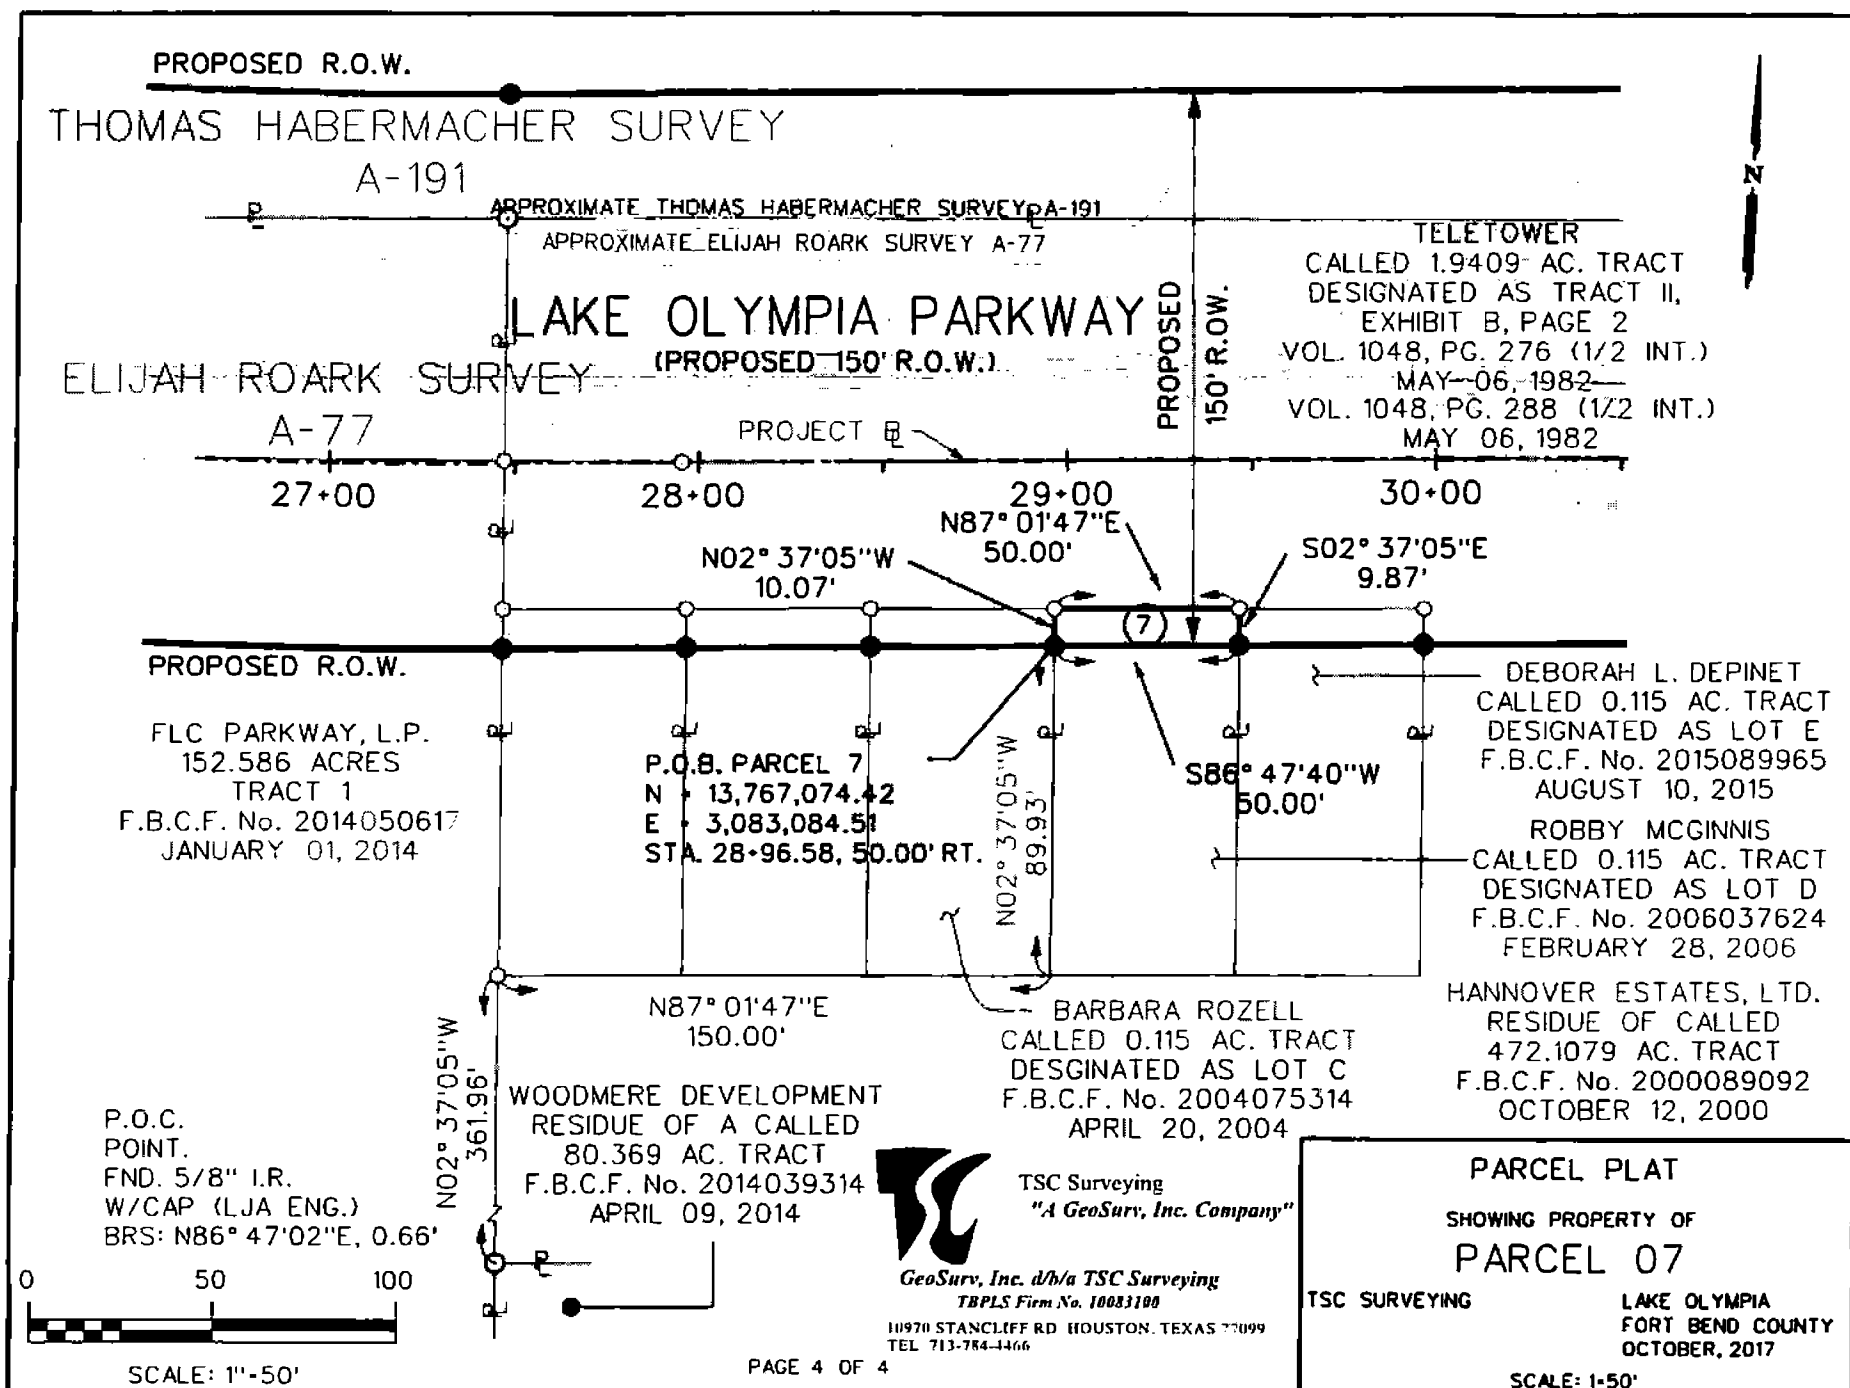 PROPOSED R.O.W.
THOMAS HABERMACHER SURVEY
A-191
APPROXIMATE THOMAS HABERMACHER SURVEY A-191
APPROXIMATE ELIJAH ROARK SURVEY A-77
LAKE OLYMPIA PARKWAY
(PROPOSED 150' R.O.W.)
ELIJAH ROARK SURVEY
A-77
PROJECT BL
PROPOSED
150' R.O.W.
N
TELETOWER
CALLED 1.9409 AC. TRACT
DESIGNATED AS TRACT II,
EXHIBIT B, PAGE 2
VOL. 1048, PG. 276 (1/2 INT.)
MAY 06, 1982
VOL. 1048, PG. 288 (1/2 INT.)
MAY 06, 1982
27+00
28+00
29+00
30+00
N87°01'47"E
50.00'
N02°37'05"W
10.07'
S02°37'05"E
9.87'
7
PROPOSED R.O.W.
FLC PARKWAY, L.P.
152.586 ACRES
TRACT 1
F.B.C.F. No. 2014050617
JANUARY 01, 2014
P.O.B. PARCEL 7
N = 13,767,074.42
E = 3,083,084.51
STA. 28+96.58, 50.00' RT.
N02°37'05"W
89.93'
S86°47'40"W
50.00'
DEBORAH L. DEPINET
CALLED 0.115 AC. TRACT
DESIGNATED AS LOT E
F.B.C.F. No. 2015089965
AUGUST 10, 2015
ROBBY MCGINNIS
CALLED 0.115 AC. TRACT
DESIGNATED AS LOT D
F.B.C.F. No. 2006037624
FEBRUARY 28, 2006
HANNOVER ESTATES, LTD.
RESIDUE OF CALLED
472.1079 AC. TRACT
F.B.C.F. No. 2000089092
OCTOBER 12, 2000
N87°01'47"E
150.00'
BARBARA ROZELL
CALLED 0.115 AC. TRACT
DESGINATED AS LOT C
F.B.C.F. No. 2004075314
APRIL 20, 2004
N02°37'05"W
361.96'
WOODMERE DEVELOPMENT
RESIDUE OF A CALLED
80.369 AC. TRACT
F.B.C.F. No. 2014039314
APRIL 09, 2014
P.O.C.
POINT.
FND. 5/8" I.R.
W/CAP (LJA ENG.)
BRS: N86°47'02"E, 0.66'
0 50 100
SCALE: 1"-50'
TSC Surveying
"A GeoSurv, Inc. Company"
GeoSurv, Inc. d/b/a TSC Surveying
TBPLS Firm No. 10083100
10970 STANCLIFF RD HOUSTON, TEXAS 77099
TEL 713-784-4466
PAGE 4 OF 4
PARCEL PLAT
SHOWING PROPERTY OF
PARCEL 07
TSC SURVEYING
LAKE OLYMPIA
FORT BEND COUNTY
OCTOBER, 2017
SCALE: 1=50'